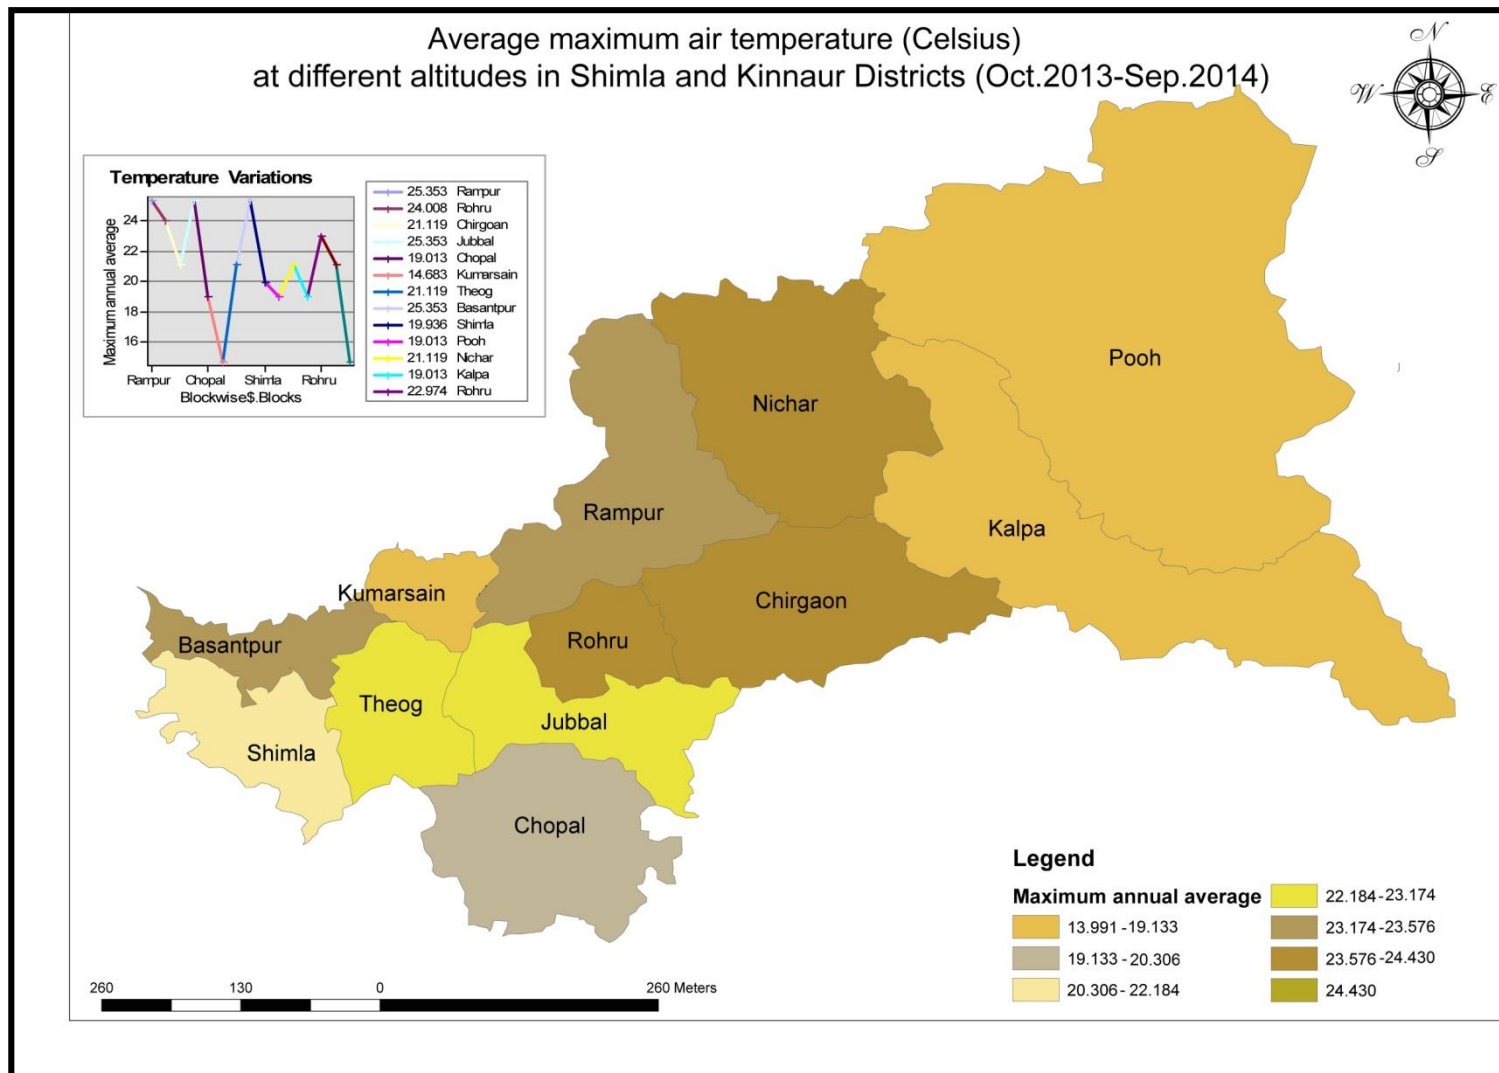 Average maximum air temperature (Celsius)
at different altitudes in Shimla and Kinnaur Districts (Oct.2013-Sep.2014)
N
W
E
S
Temperature Variations
Maximum annual average
24
22
20
18
16
Rampur Chopal Shimla Rohru
Blockwise$.Blocks
25.353 Rampur
24.008 Rohru
21.119 Chirgoan
25.353 Jubbal
19.013 Chopal
14.683 Kumarsain
21.119 Theog
25.353 Basantpur
19.936 Shimla
19.013 Pooh
21.119 Nichar
19.013 Kalpa
22.974 Rohru
Pooh
Nichar
Rampur
Kalpa
Kumarsain
Chirgaon
Basantpur
Rohru
Theog
Jubbal
Shimla
Chopal
Legend
Maximum annual average
13.991 - 19.133
19.133 - 20.306
20.306 - 22.184
22.184 - 23.174
23.174 - 23.576
23.576 - 24.430
24.430
260 130 0 260 Meters